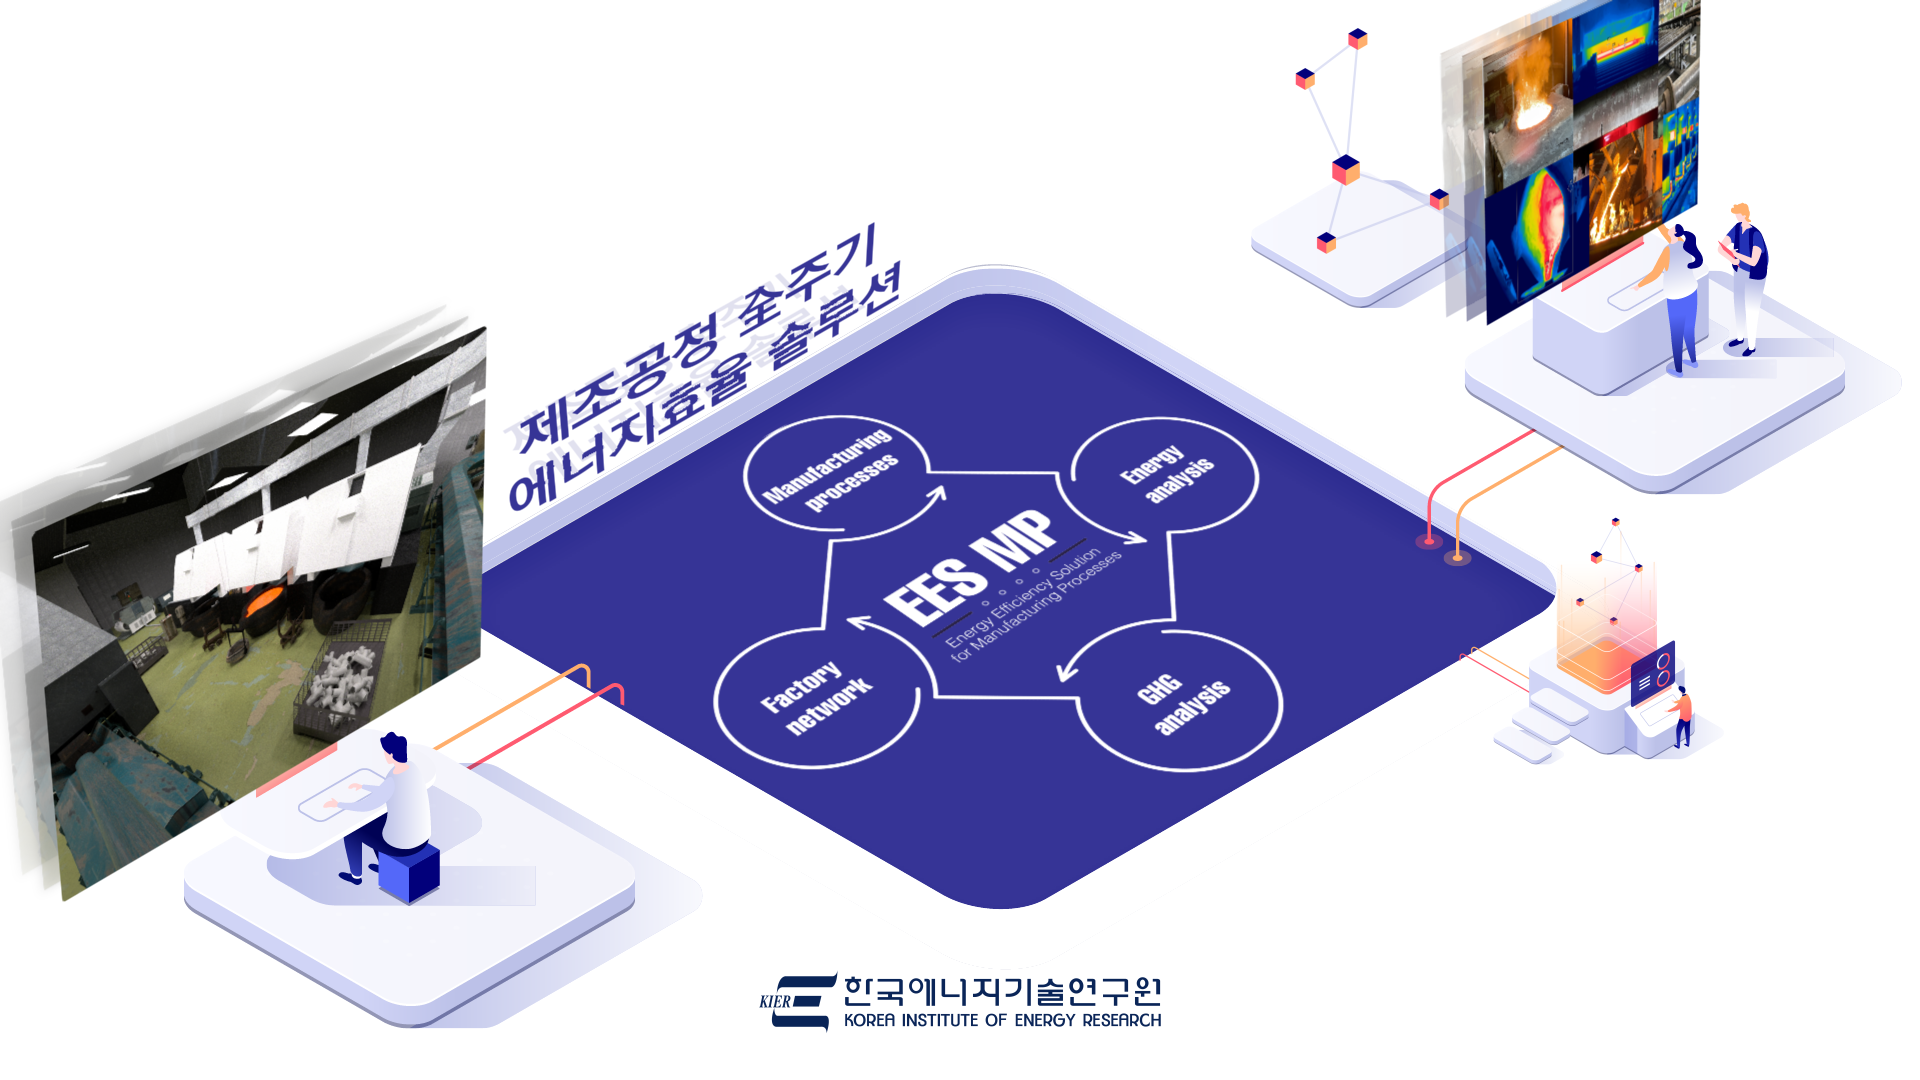 제조공정 全주기
에너지효율 솔루션
Manufacturing
processes
Energy
analysis
EES MP
Energy Efficiency Solution
for Manufacturing Processes
Factory
network
GHG
analysis
KIER
한국에너지기술연구원
KOREA INSTITUTE OF ENERGY RESEARCH